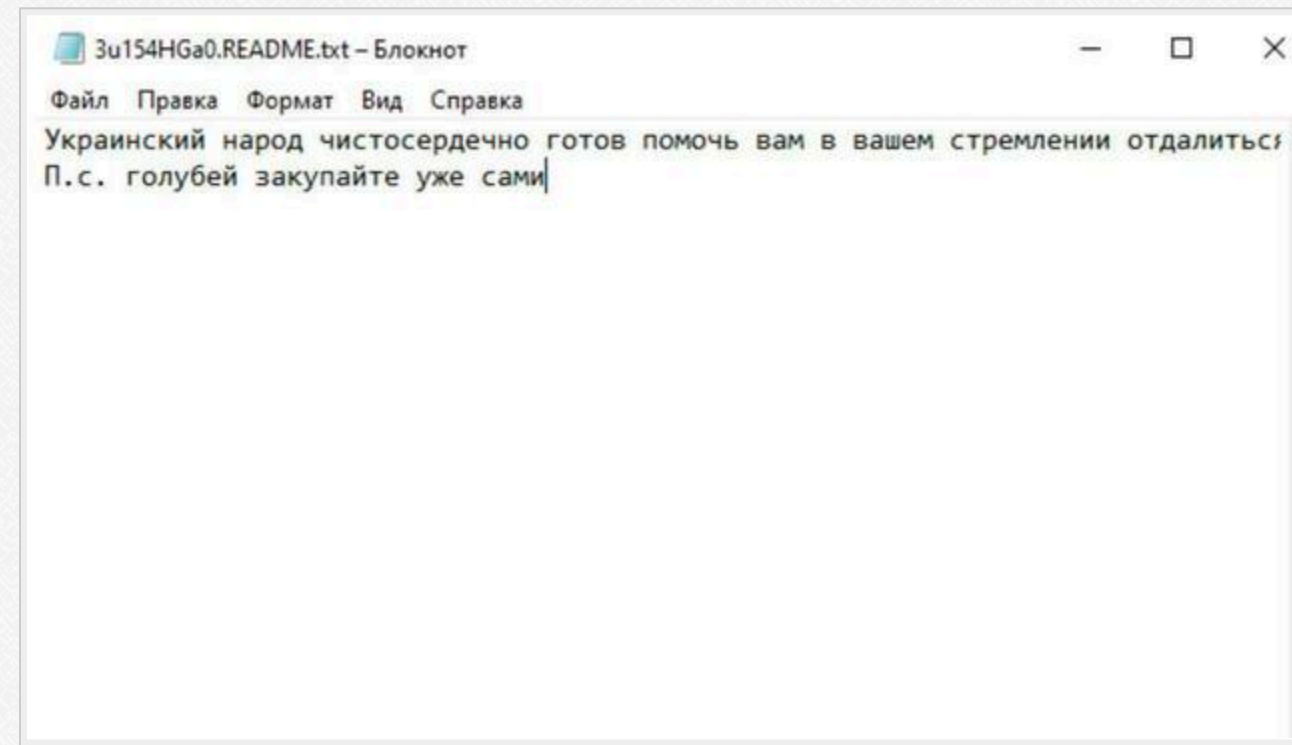 3u154HGa0.README.txt – Блокнот
Файл Правка Формат Вид Справка
Украинский народ чистосердечно готов помочь вам в вашем стремлении отдалиться
П.с. голубей закупайте уже сами